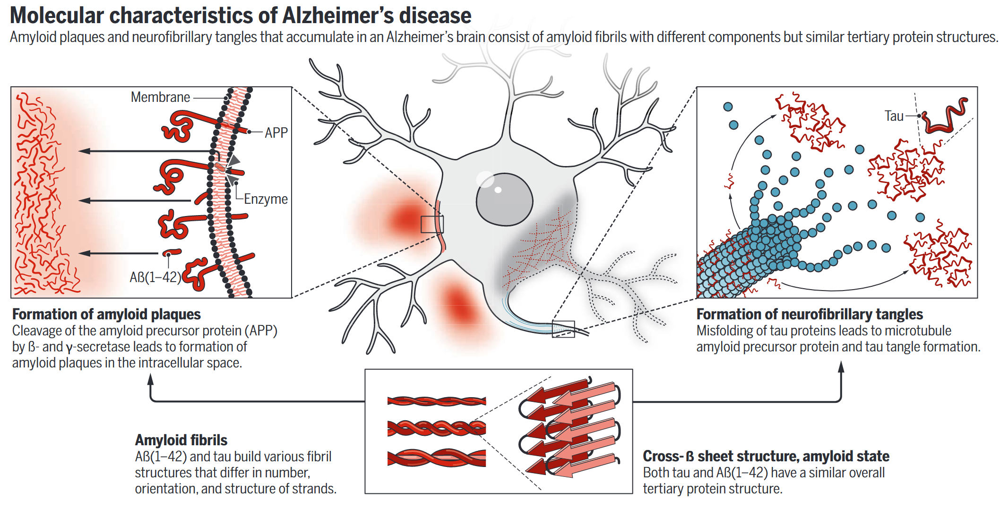 Molecular characteristics of Alzheimer's disease
Amyloid plaques and neurofibrillary tangles that accumulate in an Alzheimer's brain consist of amyloid fibrils with different components but similar tertiary protein structures.
Membrane
APP
Enzyme
Aß(1–42)
Tau
Formation of amyloid plaques
Cleavage of the amyloid precursor protein (APP)
by ß- and γ-secretase leads to formation of
amyloid plaques in the intracellular space.
Formation of neurofibrillary tangles
Misfolding of tau proteins leads to microtubule
amyloid precursor protein and tau tangle formation.
Amyloid fibrils
Aß(1–42) and tau build various fibril
structures that differ in number,
orientation, and structure of strands.
Cross-ß sheet structure, amyloid state
Both tau and Aß(1–42) have a similar overall
tertiary protein structure.